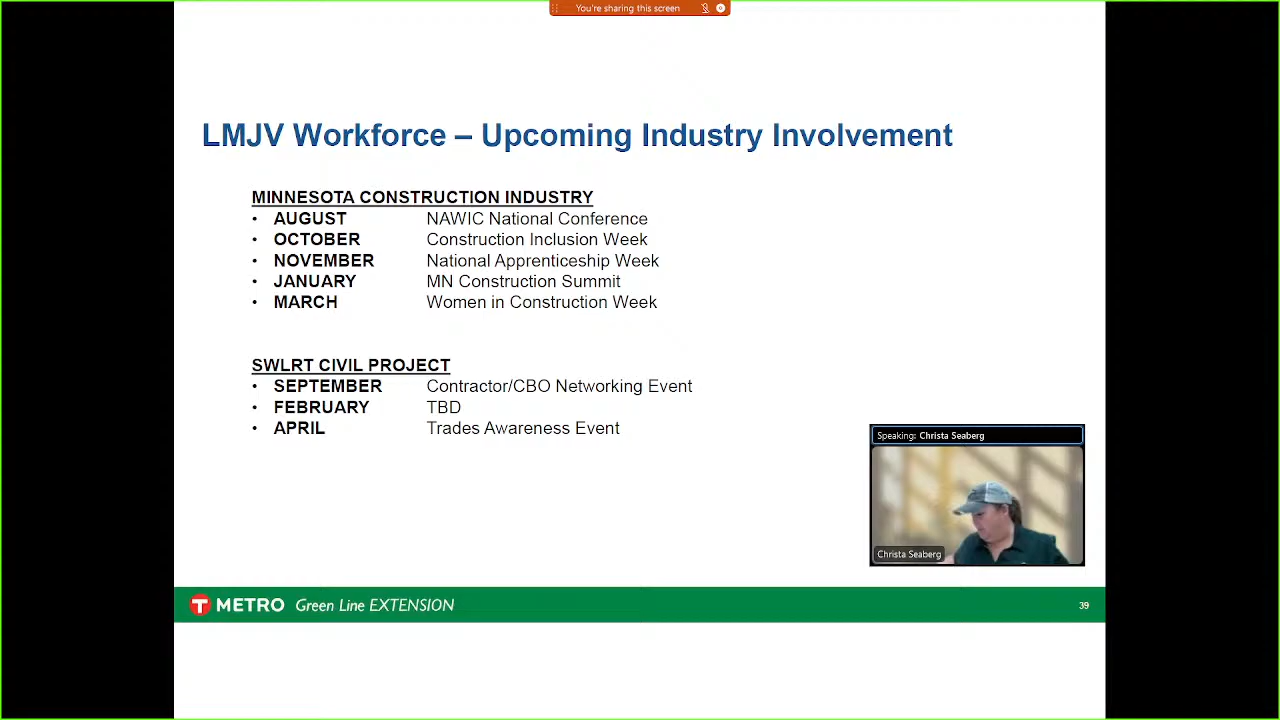 You're sharing this screen
LMJV Workforce – Upcoming Industry Involvement
MINNESOTA CONSTRUCTION INDUSTRY
• AUGUST NAWIC National Conference
• OCTOBER Construction Inclusion Week
• NOVEMBER National Apprenticeship Week
• JANUARY MN Construction Summit
• MARCH Women in Construction Week
SWLRT CIVIL PROJECT
• SEPTEMBER Contractor/CBO Networking Event
• FEBRUARY TBD
• APRIL Trades Awareness Event
Speaking: Christa Seaberg
Christa Seaberg
T METRO Green Line EXTENSION
39